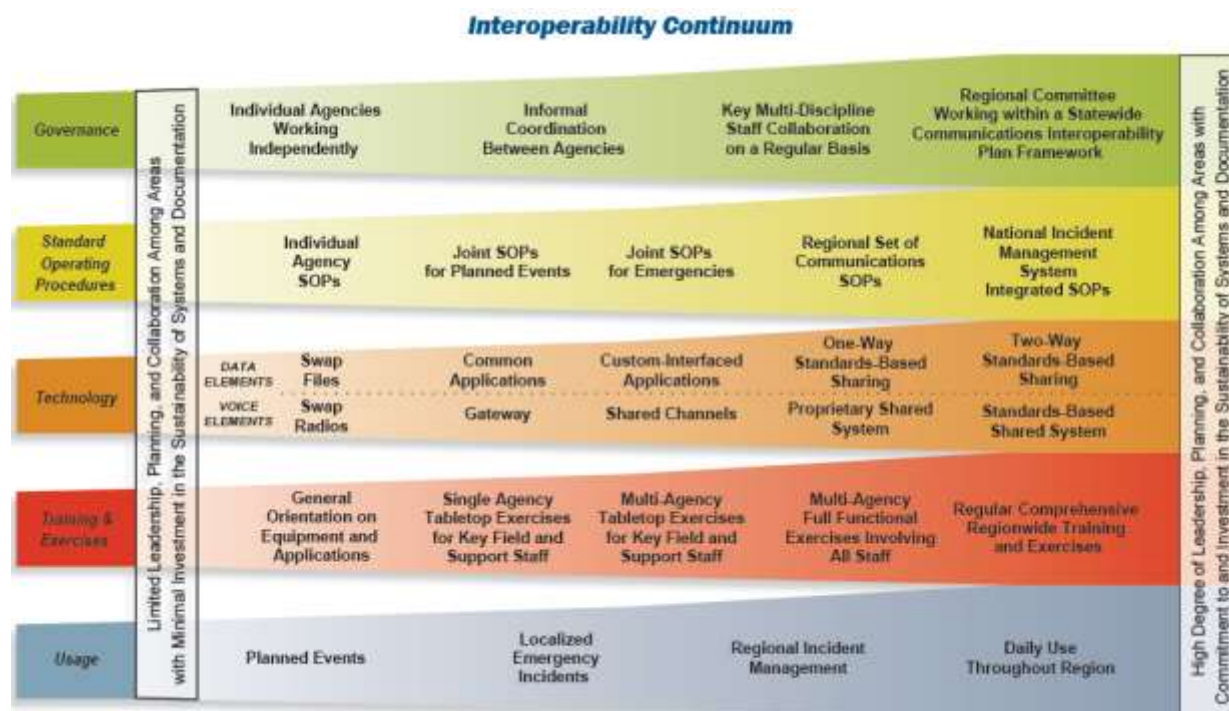 Interoperability Continuum
Limited Leadership, Planning, and Collaboration Among Areas
with Minimal Investment in the Sustainability of Systems and Documentation
Governance
Individual Agencies
Working
Independently
Informal
Coordination
Between Agencies
Key Multi-Discipline
Staff Collaboration
on a Regular Basis
Regional Committee
Working within a Statewide
Communications Interoperability
Plan Framework
Standard
Operating
Procedures
Individual
Agency
SOPs
Joint SOPs
for Planned Events
Joint SOPs
for Emergencies
Regional Set of
Communications
SOPs
National Incident
Management
System
Integrated SOPs
Technology
DATA
ELEMENTS
Swap
Files
Common
Applications
Custom-Interfaced
Applications
One-Way
Standards-Based
Sharing
Two-Way
Standards-Based
Sharing
VOICE
ELEMENTS
Swap
Radios
Gateway
Shared Channels
Proprietary Shared
System
Standards-Based
Shared System
Training &
Exercises
General
Orientation on
Equipment and
Applications
Single Agency
Tabletop Exercises
for Key Field and
Support Staff
Multi-Agency
Tabletop Exercises
for Key Field and
Support Staff
Multi-Agency
Full Functional
Exercises Involving
All Staff
Regular Comprehensive
Regionwide Training
and Exercises
Usage
Planned Events
Localized
Emergency
Incidents
Regional Incident
Management
Daily Use
Throughout Region
High Degree of Leadership, Planning, and Collaboration Among Areas with
Commitment to and Investment in the Sustainability of Systems and Documentation